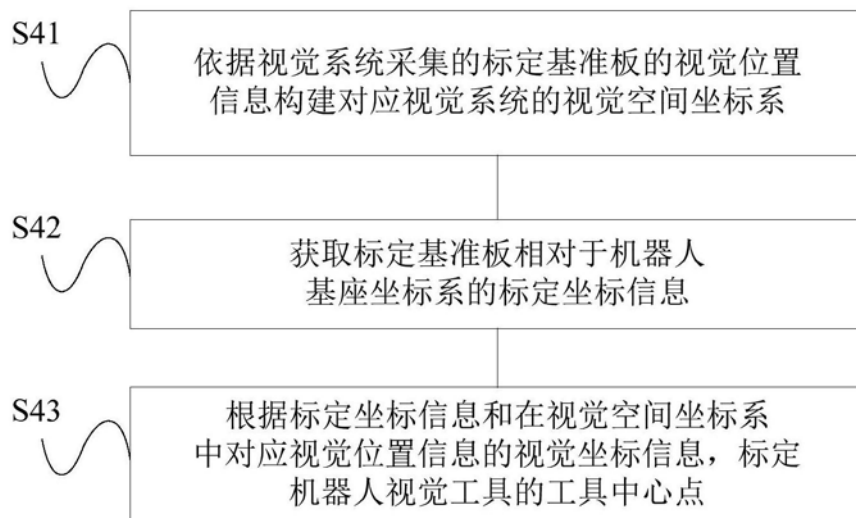 S41
依据视觉系统采集的标定基准板的视觉位置
信息构建对应视觉系统的视觉空间坐标系
S42
获取标定基准板相对于机器人
基座坐标系的标定坐标信息
S43
根据标定坐标信息和在视觉空间坐标系
中对应视觉位置信息的视觉坐标信息，标定
机器人视觉工具的工具中心点